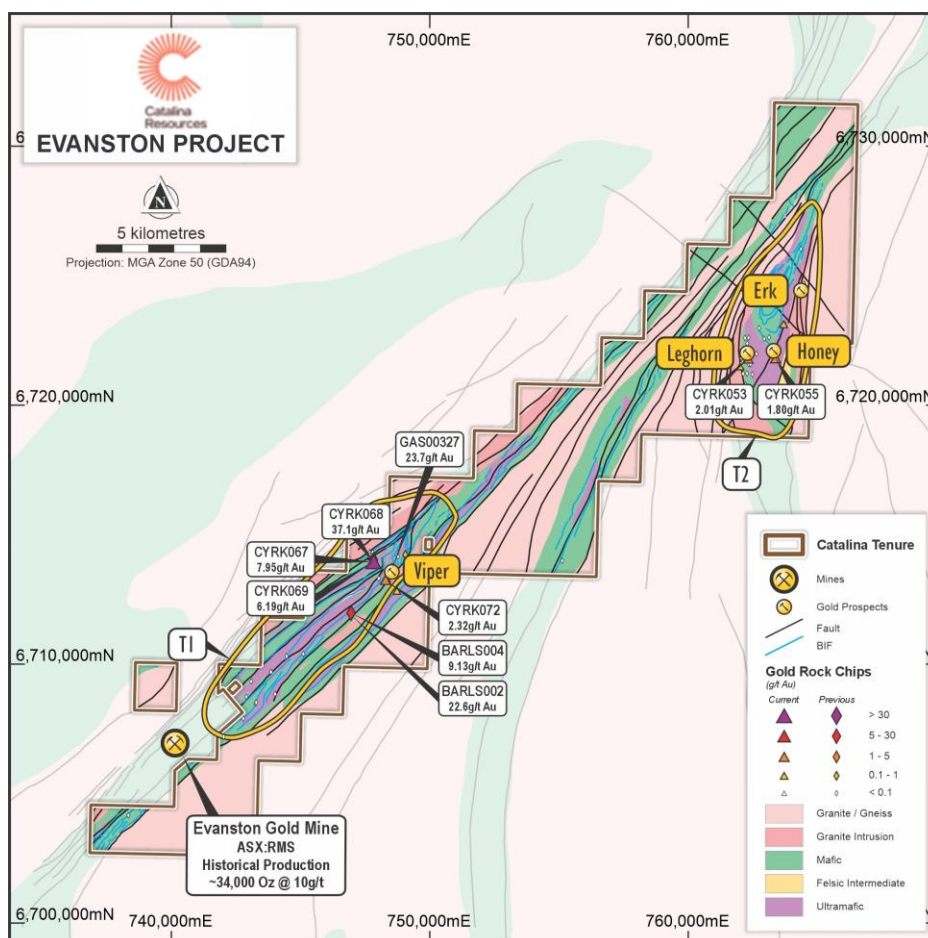 750,000mE
760,000mE
Catalina
Resources
EVANSTON PROJECT
6,730,000mN
N
5 kilometres
Projection: MGA Zone 50 (GDA94)
Erk
Leghorn
Honey
CYRK053
2.01g/t Au
CYRK055
1.80g/t Au
6,720,000mN
6,720,000mN
T2
GAS00327
23.7g/t Au
CYRK068
37.1g/t Au
CYRK067
7.95g/t Au
Viper
CYRK069
6.19g/t Au
CYRK072
2.32g/t Au
T1
BARLS004
9.13g/t Au
6,710,000mN
BARLS002
22.6g/t Au
Evanston Gold Mine
ASX:RMS
Historical Production
~34,000 Oz @ 10g/t
Catalina Tenure
Mines
Gold Prospects
Fault
BIF
Gold Rock Chips
(g/t Au)
Current Previous
> 30
5 - 30
1 - 5
0.1 - 1
< 0.1
Granite / Gneiss
Granite Intrusion
Mafic
Felsic Intermediate
Ultramafic
6,700,000mN
740,000mE
750,000mE
760,000mE